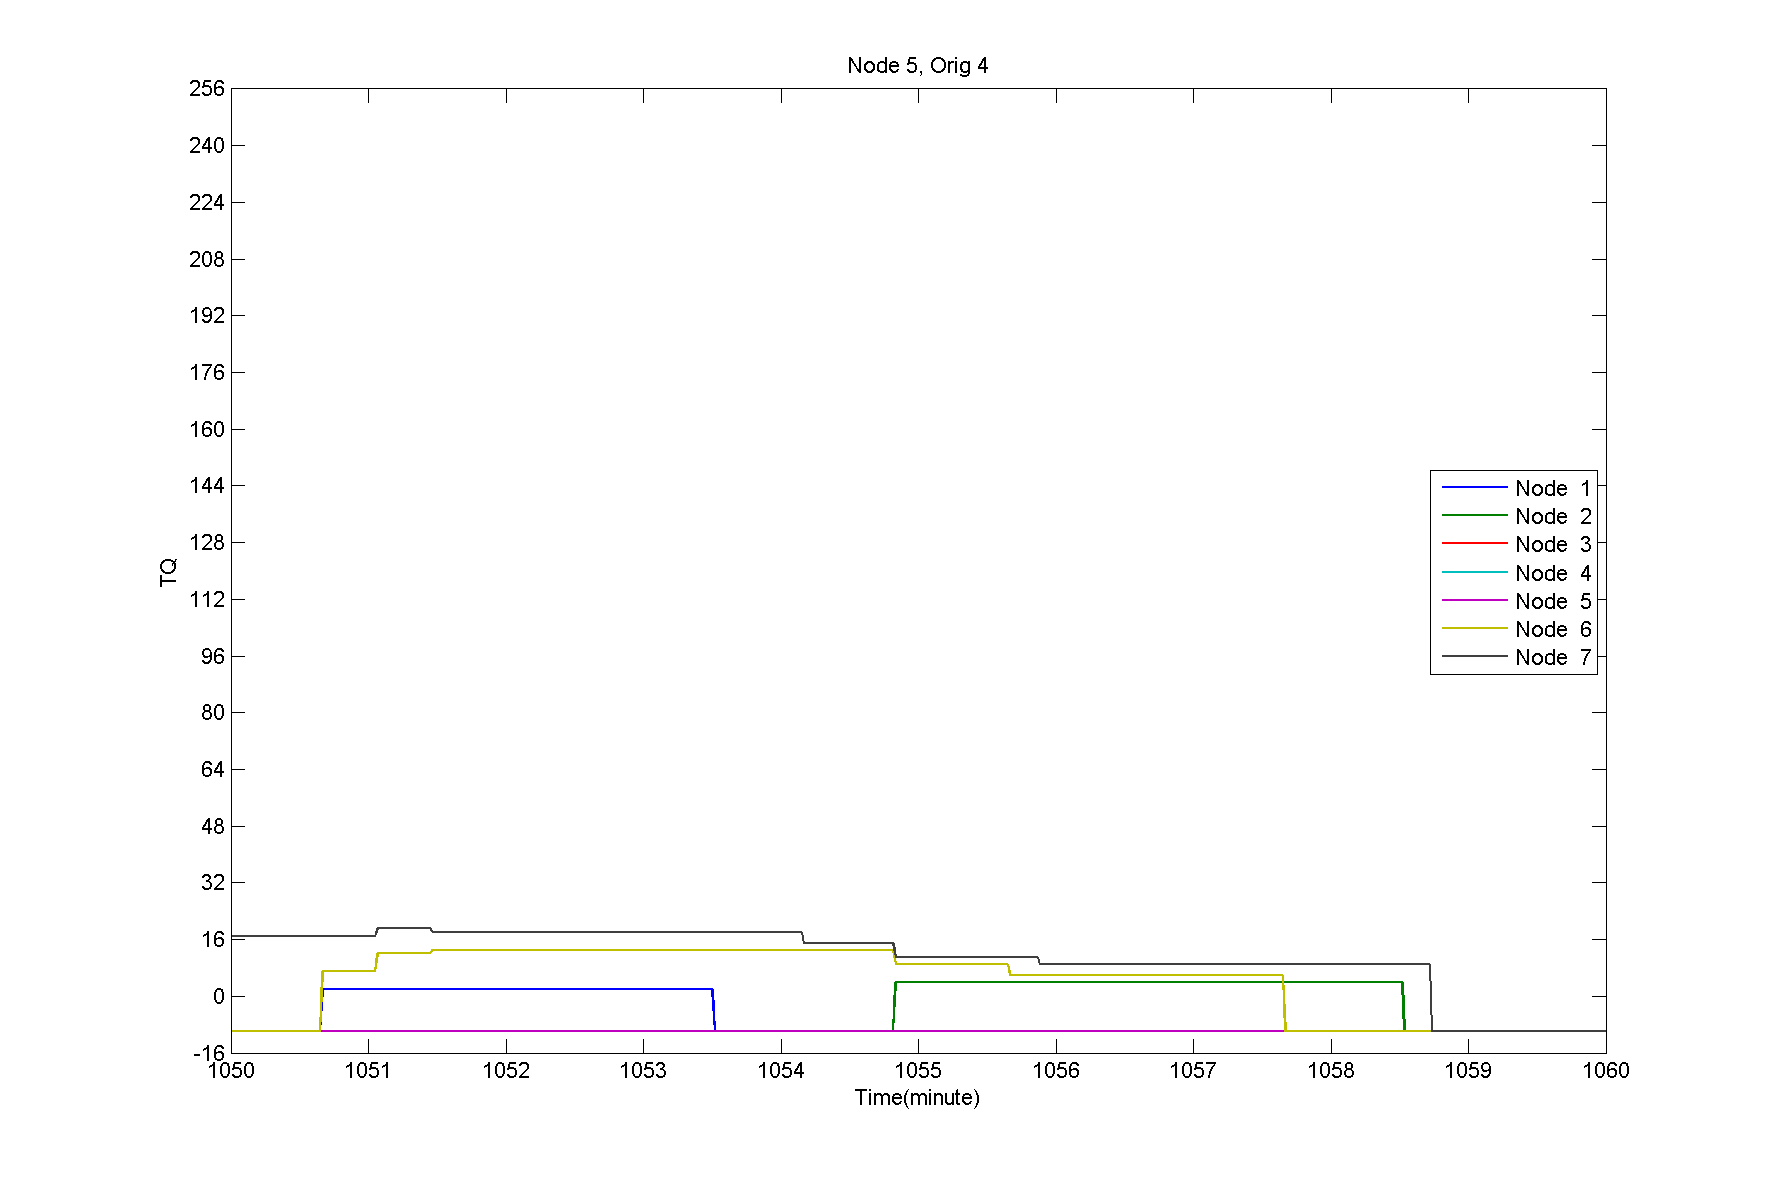 Node 5, Orig 4
256
240
224
208
192
176
160
144
128
112
96
80
64
48
32
16
0
-16
TQ
Node 1
Node 2
Node 3
Node 4
Node 5
Node 6
Node 7
1050 1051 1052 1053 1054 1055 1056 1057 1058 1059 1060
Time(minute)